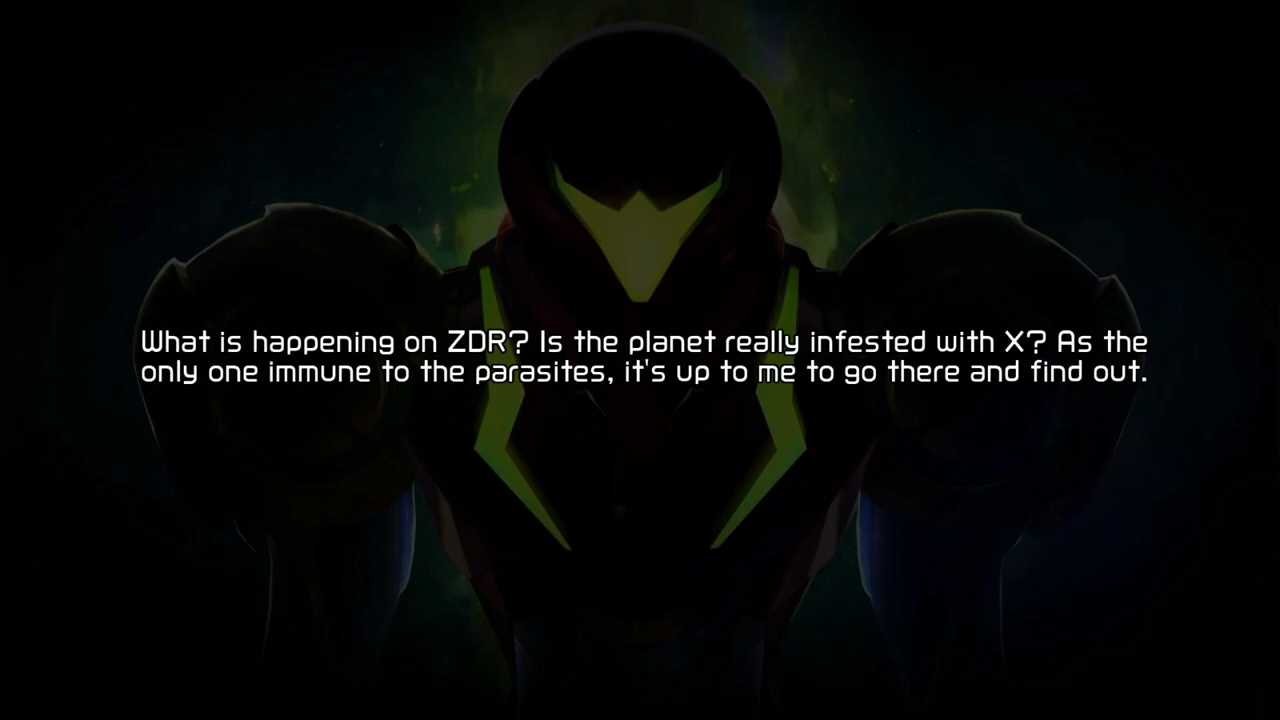 What is happening on ZDR? Is the planet really infested with X? As the
only one immune to the parasites, it's up to me to go there and find out.